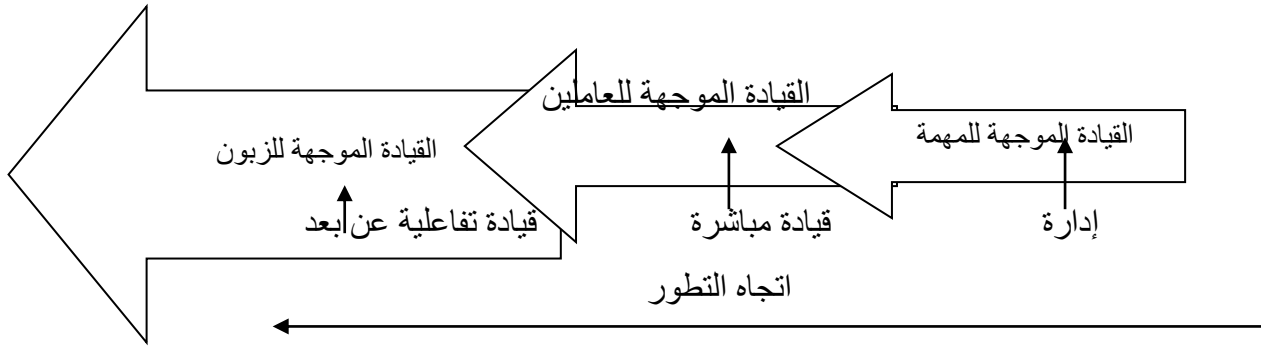 القيادة الموجهة للمهمة
القيادة الموجهة للعاملين
القيادة الموجهة للزبون
إدارة
قيادة مباشرة
قيادة تفاعلية عن بعد
اتجاه التطور